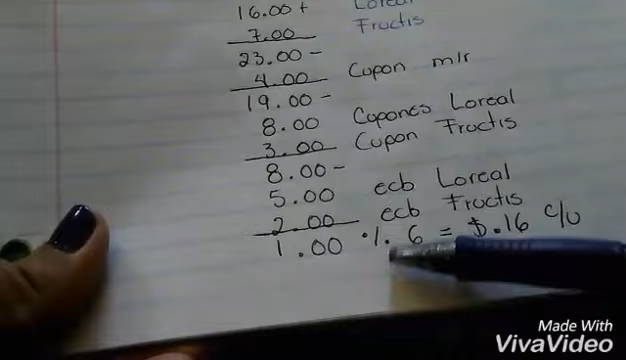 16.00 + Loreal
7.00 Fructis
23.00 -
4.00 Cupon m/r
19.00 -
8.00 Cupones Loreal
3.00 Cupon Fructis
8.00 -
5.00 ecb Loreal
2.00 ecb Fructis
1.00 ·/. 6 = $.16 c/u
Made With
VivaVideo